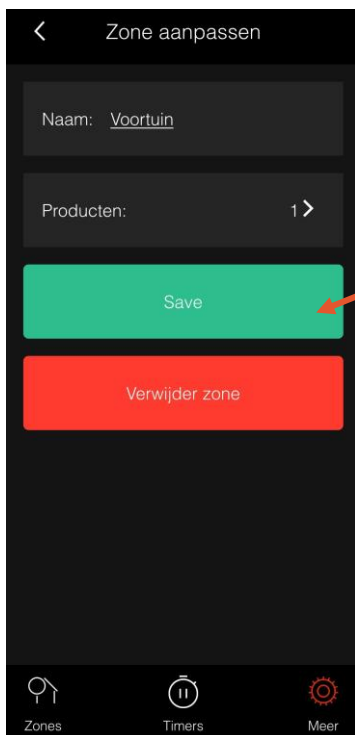 Zone aanpassen
Naam: Voortuin
Producten: 1
Save
Verwijder zone
Zones Timers Meer